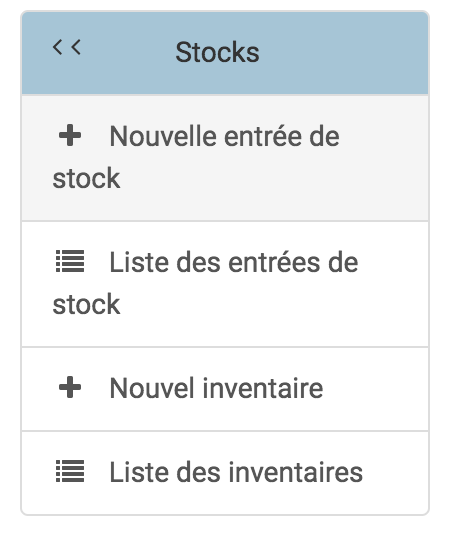 Stocks
Nouvelle entrée de
stock
Liste des entrées de
stock
Nouvel inventaire
Liste des inventaires